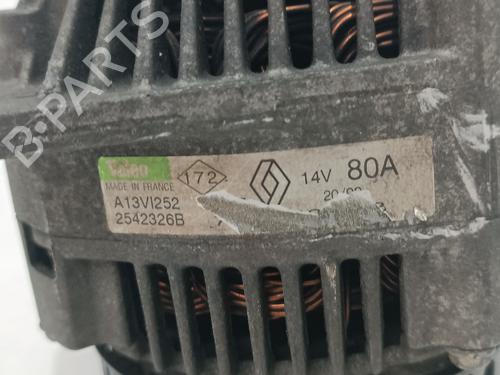 B-PARTS
Valeo
172
14V 80A
MADE IN FRANCE
A13VI252
2542326B